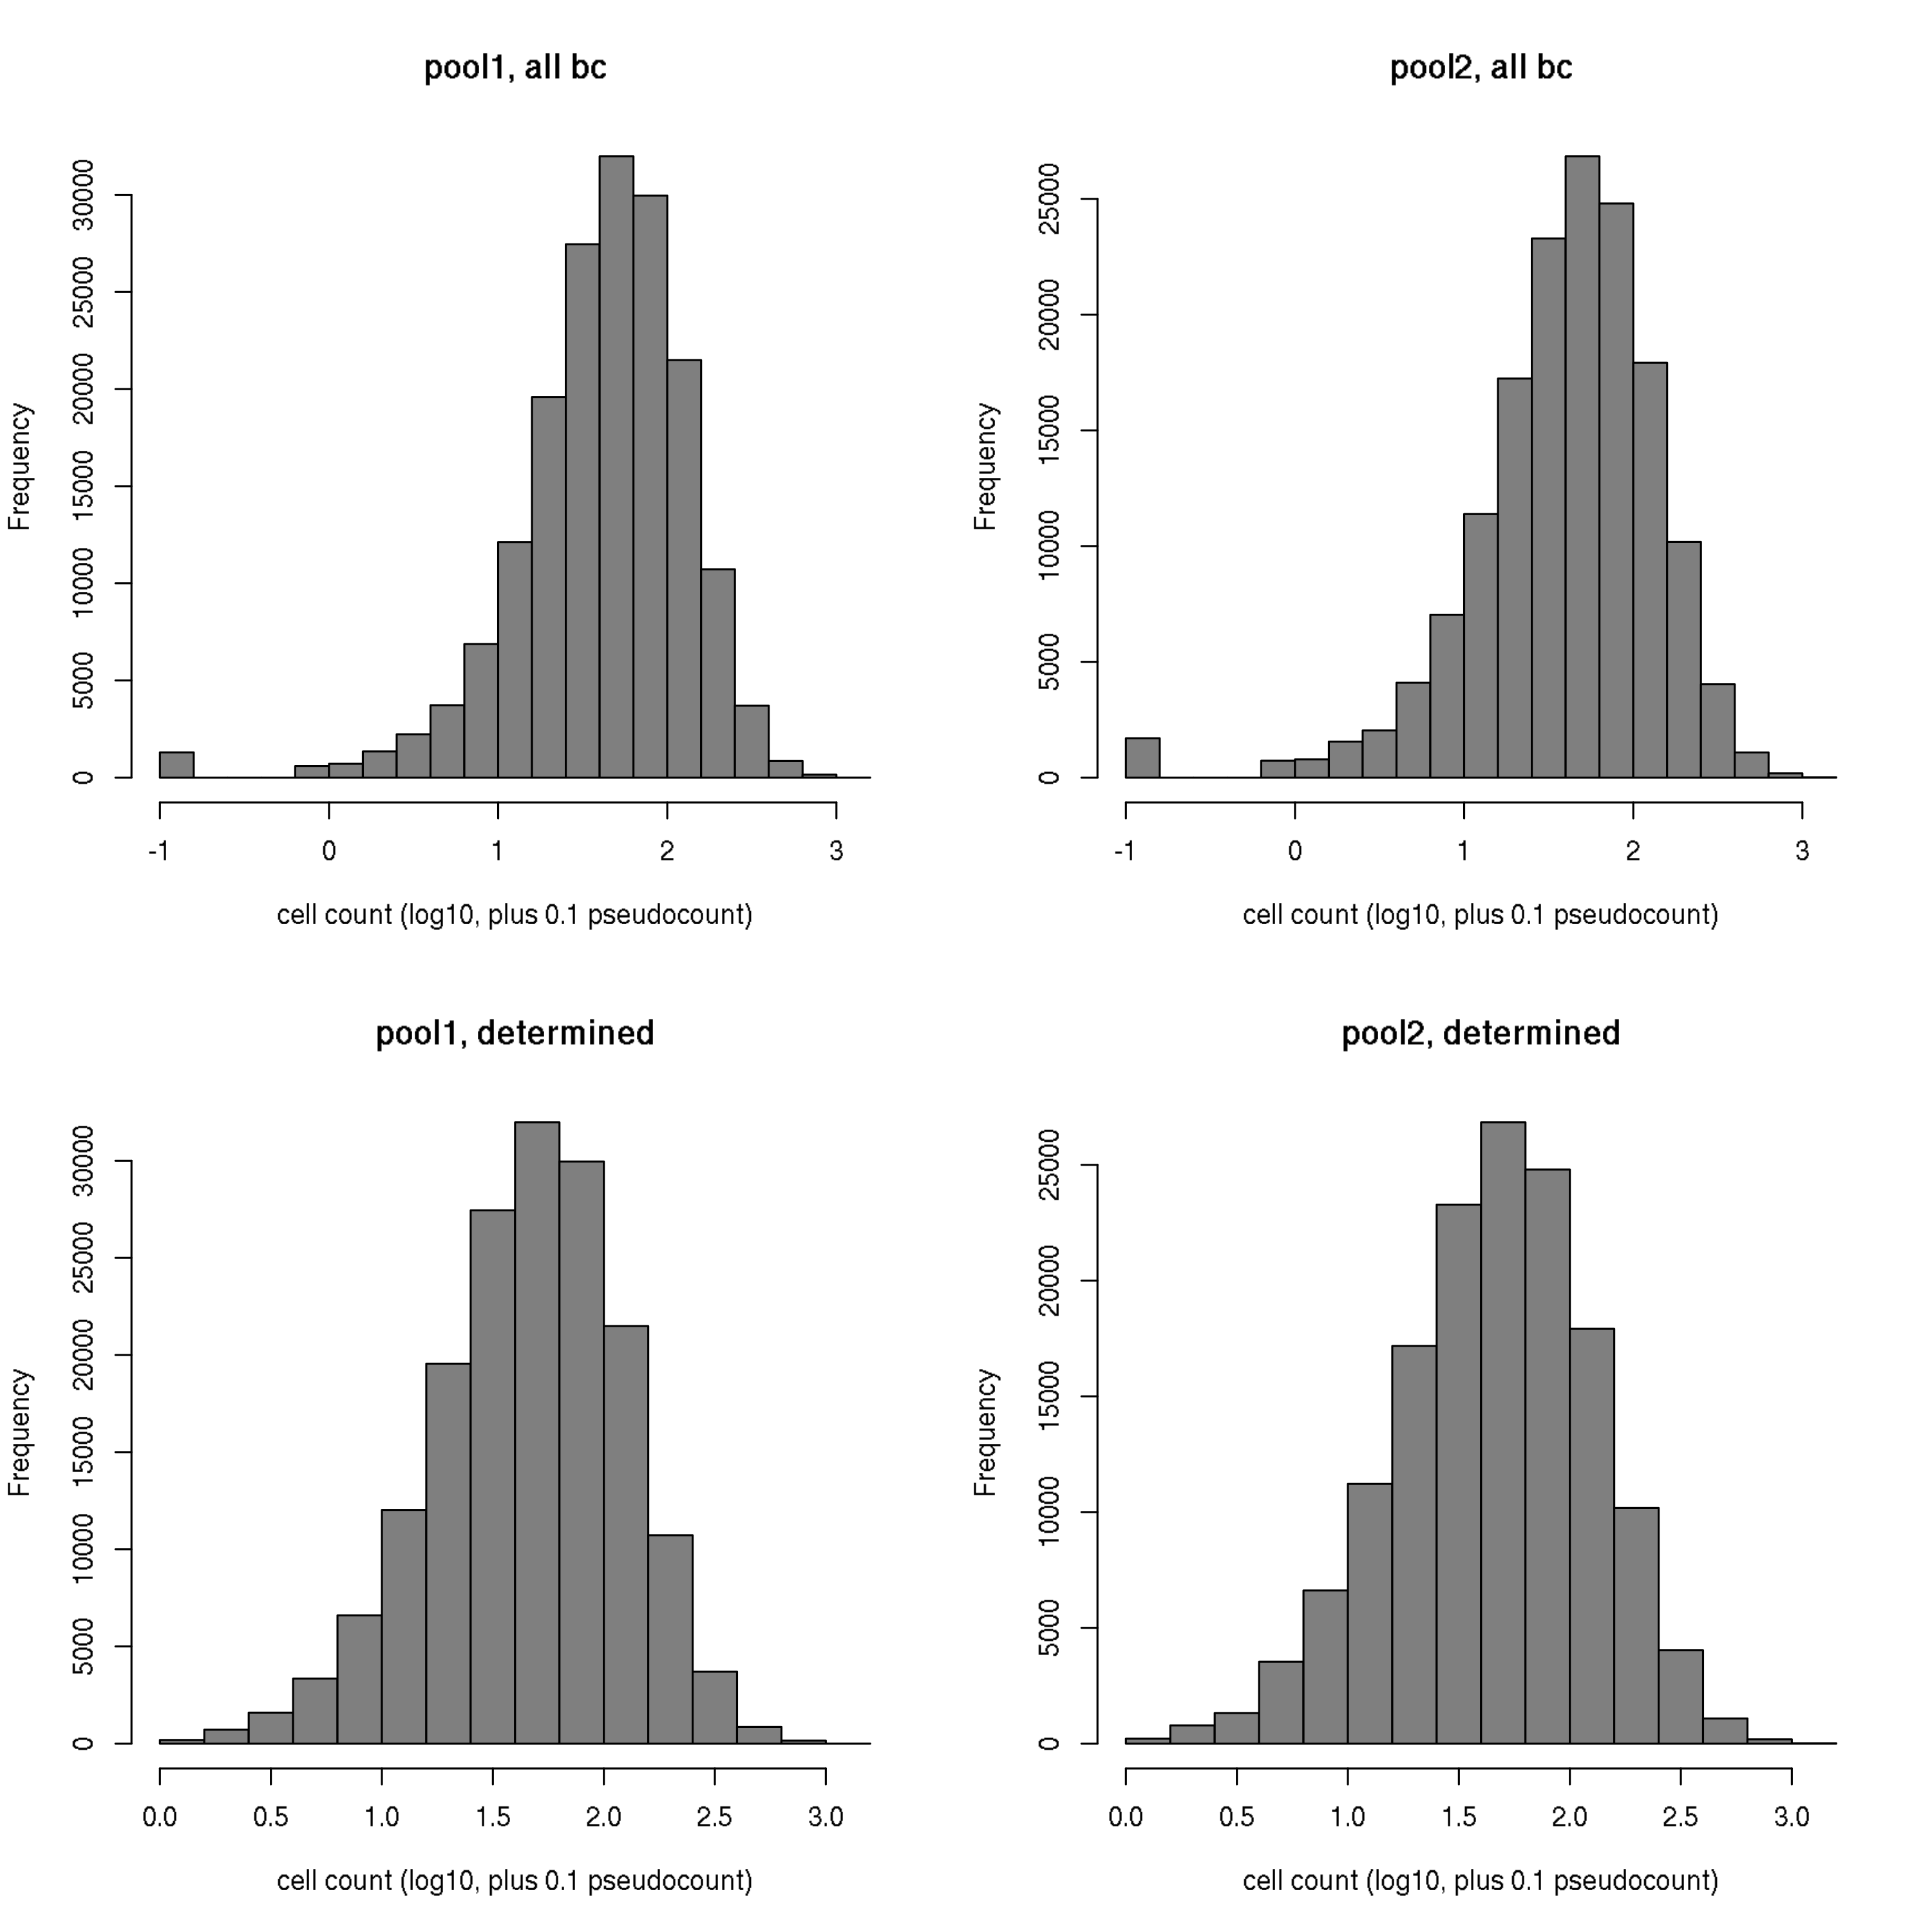 pool1, all bc
Frequency
30000
25000
20000
15000
10000
5000
0
-1 0 1 2 3
cell count (log10, plus 0.1 pseudocount)
pool2, all bc
Frequency
25000
20000
15000
10000
5000
0
-1 0 1 2 3
cell count (log10, plus 0.1 pseudocount)
pool1, determined
Frequency
30000
25000
20000
15000
10000
5000
0
0.0 0.5 1.0 1.5 2.0 2.5 3.0
cell count (log10, plus 0.1 pseudocount)
pool2, determined
Frequency
25000
20000
15000
10000
5000
0
0.0 0.5 1.0 1.5 2.0 2.5 3.0
cell count (log10, plus 0.1 pseudocount)